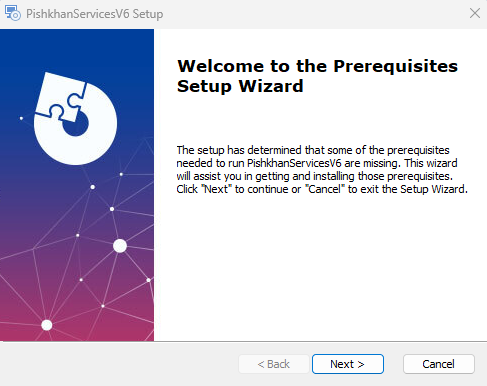 PishkhanServicesV6 Setup
Welcome to the Prerequisites
Setup Wizard
The setup has determined that some of the prerequisites
needed to run PishkhanServicesV6 are missing. This wizard
will assist you in getting and installing those prerequisites.
Click "Next" to continue or "Cancel" to exit the Setup Wizard.
< Back Next > Cancel